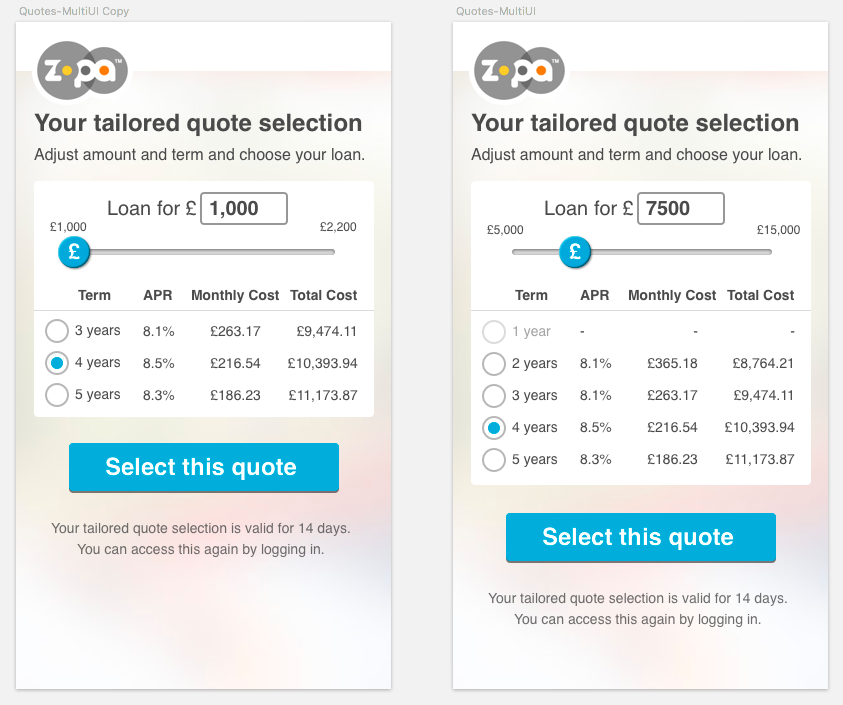 Quotes-MultiUI Copy
zopa™
Your tailored quote selection
Adjust amount and term and choose your loan.
Loan for £ 1,000
£1,000 £2,200
£
Term APR Monthly Cost Total Cost
3 years 8.1% £263.17 £9,474.11
4 years 8.5% £216.54 £10,393.94
5 years 8.3% £186.23 £11,173.87
Select this quote
Your tailored quote selection is valid for 14 days.
You can access this again by logging in.
Quotes-MultiUI
zopa™
Your tailored quote selection
Adjust amount and term and choose your loan.
Loan for £ 7500
£5,000 £15,000
£
Term APR Monthly Cost Total Cost
1 year - - -
2 years 8.1% £365.18 £8,764.21
3 years 8.1% £263.17 £9,474.11
4 years 8.5% £216.54 £10,393.94
5 years 8.3% £186.23 £11,173.87
Select this quote
Your tailored quote selection is valid for 14 days.
You can access this again by logging in.